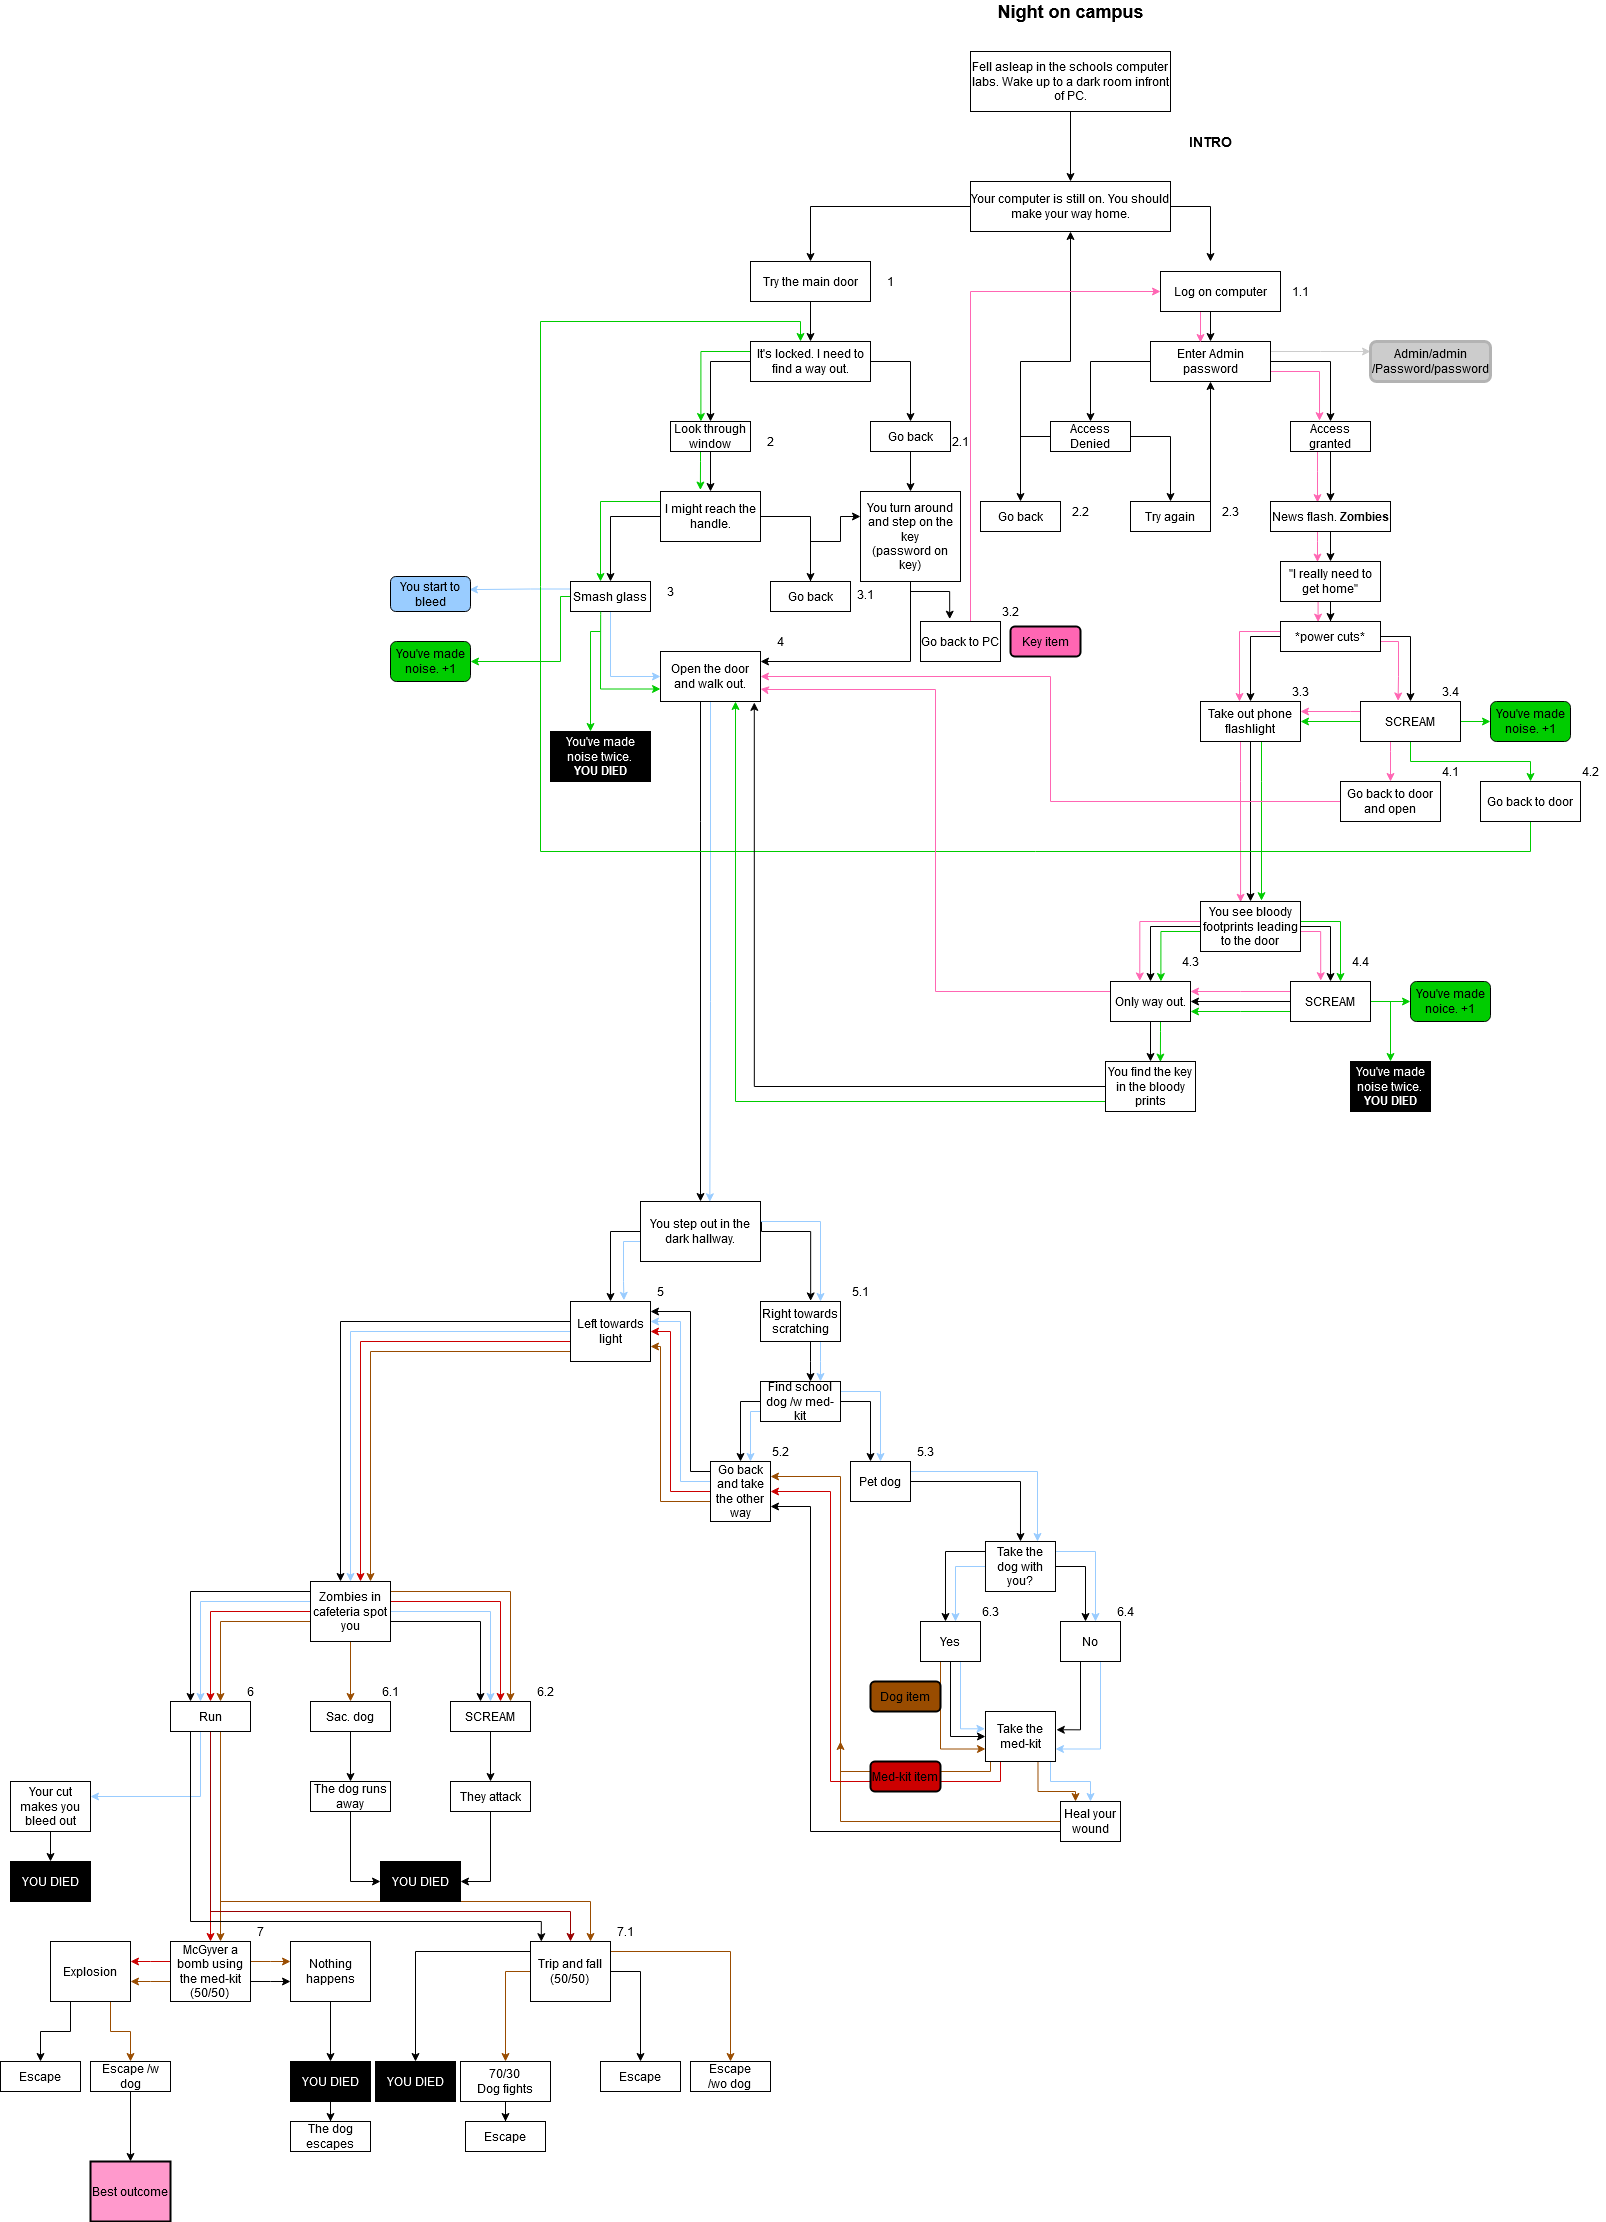 Night on campus
Fell asleap in the schools computer
labs. Wake up to a dark room infront
of PC.
INTRO
Your computer is still on. You should
make your way home.
Try the main door
1
Log on computer
1.1
It's locked. I need to
find a way out.
Enter Admin
password
Admin/admin
/Password/password
Look through
window
2
Go back
2.1
Access
Denied
Access
granted
I might reach the
handle.
You turn around
and step on the
key
(password on
key)
Go back
2.2
Try again
2.3
News flash. Zombies
You start to
bleed
Smash glass
3
Go back
3.1
"I really need to
get home"
3.2
Go back to PC
Key item
*power cuts*
You've made
noise. +1
4
Open the door
and walk out.
3.3
Take out phone
flashlight
3.4
SCREAM
You've made
noise. +1
You've made
noise twice.
YOU DIED
4.1
Go back to door
and open
4.2
Go back to door
You see bloody
footprints leading
to the door
4.3
Only way out.
4.4
SCREAM
You've made
noice. +1
You find the key
in the bloody
prints
You've made
noise twice.
YOU DIED
You step out in the
dark hallway.
5
Left towards
light
5.1
Right towards
scratching
Find school
dog /w med-
kit
5.2
Go back
and take
the other
way
5.3
Pet dog
Take the
dog with
you?
Zombies in
cafeteria spot
you
6.3
Yes
6.4
No
6
Run
6.1
Sac. dog
6.2
SCREAM
Dog item
Take the
med-kit
Med-kit item
Your cut
makes you
bleed out
The dog runs
away
They attack
Heal your
wound
YOU DIED
YOU DIED
7
7.1
Explosion
McGyver a
bomb using
the med-kit
(50/50)
Nothing
happens
Trip and fall
(50/50)
Escape
Escape /w
dog
YOU DIED
YOU DIED
70/30
Dog fights
Escape
Escape
/wo dog
The dog
escapes
Escape
Best outcome